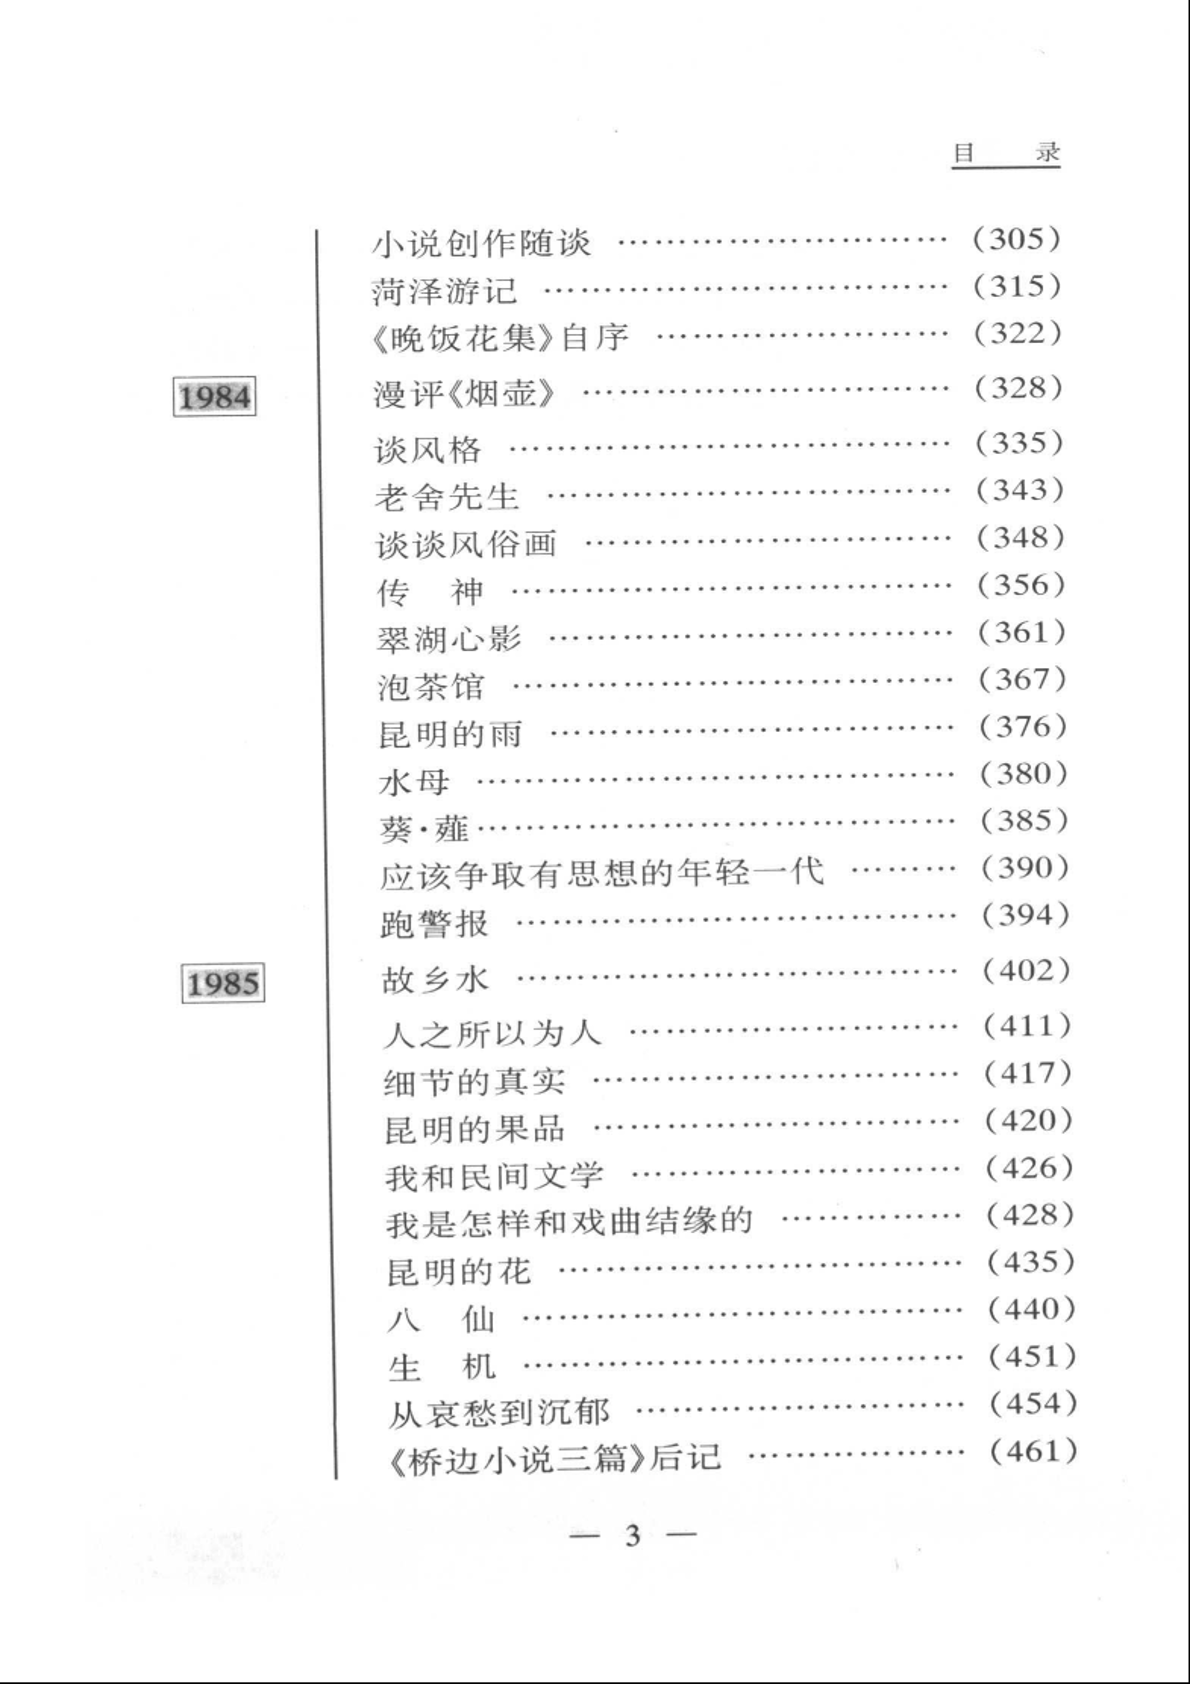 目 录
小说创作随谈 ………………………… (305)
菏泽游记 ……………………………… (315)
《晚饭花集》自序 ……………………… (322)
1984 漫评《烟壶》 …………………………… (328)
谈风格 ………………………………… (335)
老舍先生 ……………………………… (343)
谈谈风俗画 …………………………… (348)
传 神 ………………………………… (356)
翠湖心影 ……………………………… (361)
泡茶馆 ………………………………… (367)
昆明的雨 ……………………………… (376)
水母 …………………………………… (380)
葵·薤…………………………………… (385)
应该争取有思想的年轻一代 ……… (390)
跑警报 ………………………………… (394)
1985 故乡水 ………………………………… (402)
人之所以为人 ………………………… (411)
细节的真实 …………………………… (417)
昆明的果品 …………………………… (420)
我和民间文学 ………………………… (426)
我是怎样和戏曲结缘的 …………… (428)
昆明的花 ……………………………… (435)
八 仙 ………………………………… (440)
生 机 ………………………………… (451)
从哀愁到沉郁 ………………………… (454)
《桥边小说三篇》后记 ……………… (461)
— 3 —